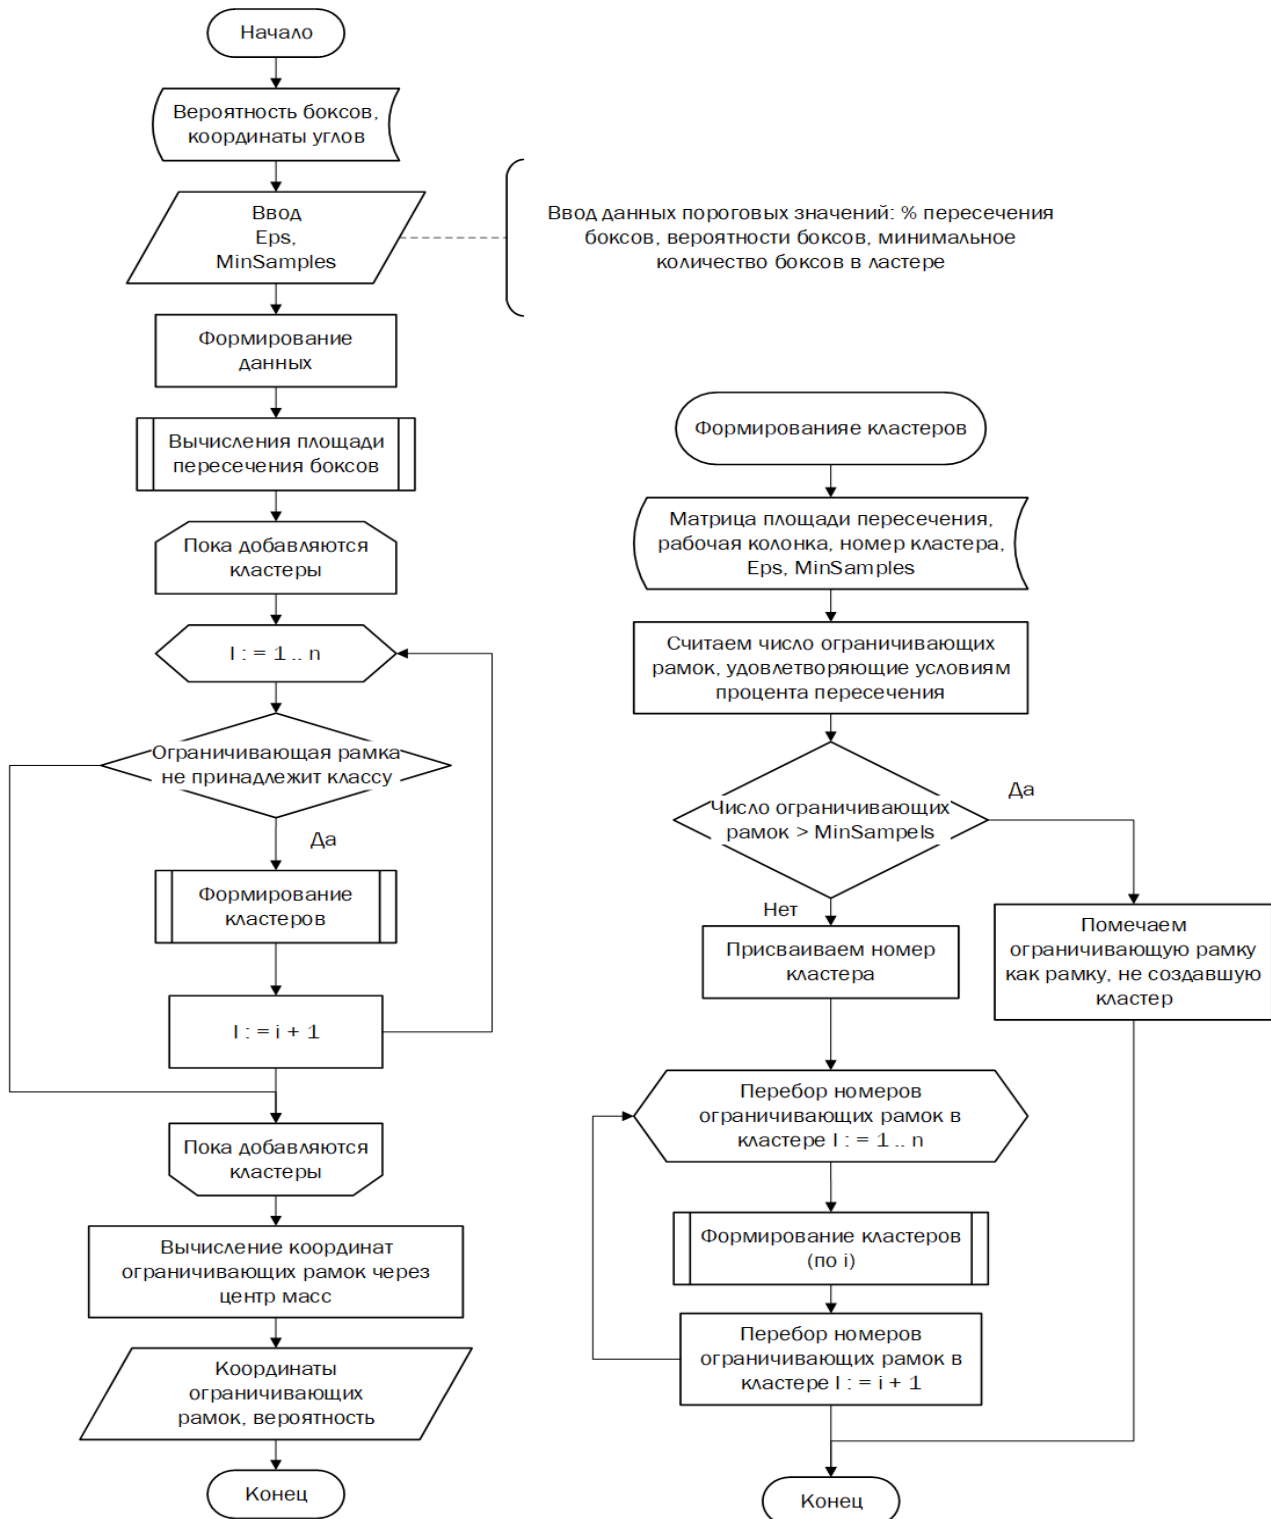 Начало
Вероятность боксов,
координаты углов
Ввод
Eps,
MinSamples
Ввод данных пороговых значений: % пересечения
боксов, вероятности боксов, минимальное
количество боксов в ластере
Формирование
данных
Вычисления площади
пересечения боксов
Пока добавляются
кластеры
I : = 1 .. n
Ограничивающая рамка
не принадлежит классу
Да
Формирование
кластеров
I : = i + 1
Пока добавляются
кластеры
Вычисление координат
ограничивающих рамок через
центр масс
Координаты
ограничивающих
рамок, вероятность
Конец
Формированияе кластеров
Матрица площади пересечения,
рабочая колонка, номер кластера,
Eps, MinSamples
Считаем число ограничивающих
рамок, удовлетворяющие условиям
процента пересечения
Число ограничивающих
рамок > MinSampels
Да
Нет
Присваиваем номер
кластера
Помечаем
ограничивающую рамку
как рамку, не создавшую
кластер
Перебор номеров
ограничивающих рамок в
кластере I : = 1 .. n
Формирование кластеров
(по i)
Перебор номеров
ограничивающих рамок в
кластере I : = i + 1
Конец